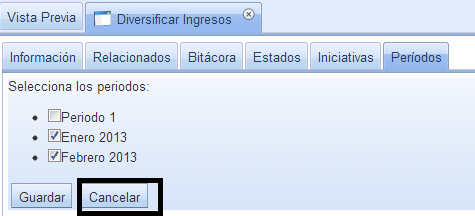 Vista Previa Diversificar Ingresos
Información Relacionados Bitácora Estados Iniciativas Períodos
Selecciona los periodos:
Periodo 1
Enero 2013
Febrero 2013
Guardar Cancelar